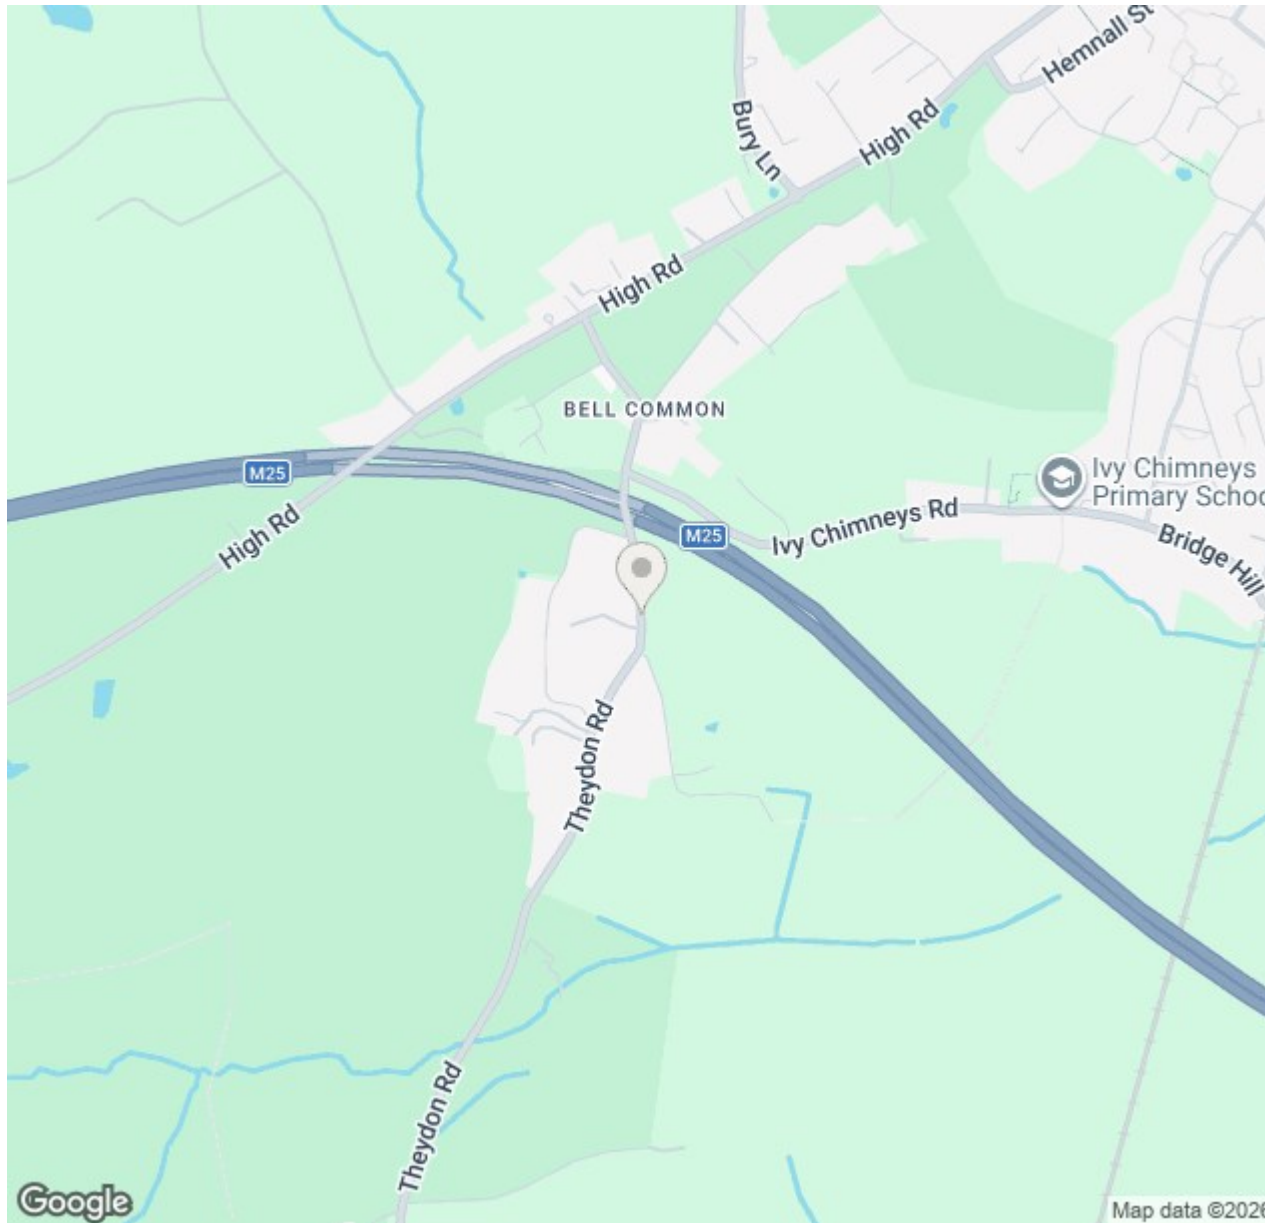 Hemnall St
Bury Ln
High Rd
High Rd
BELL COMMON
M25
Ivy Chimneys
Primary Schoo
High Rd
M25
Ivy Chimneys Rd
Bridge Hill
Theydon Rd
Theydon Rd
Google
Map data ©2026